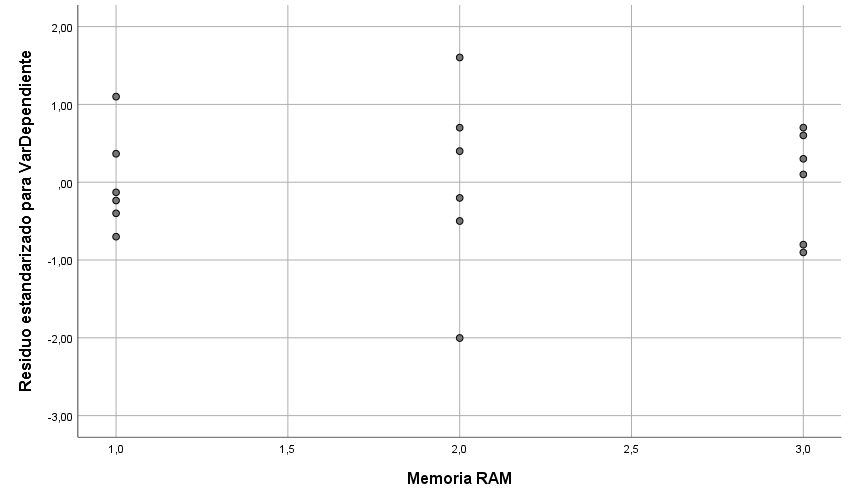 Residuo estandarizado para VarDependiente
2,00
1,00
,00
-1,00
-2,00
-3,00
1,0 1,5 2,0 2,5 3,0
Memoria RAM